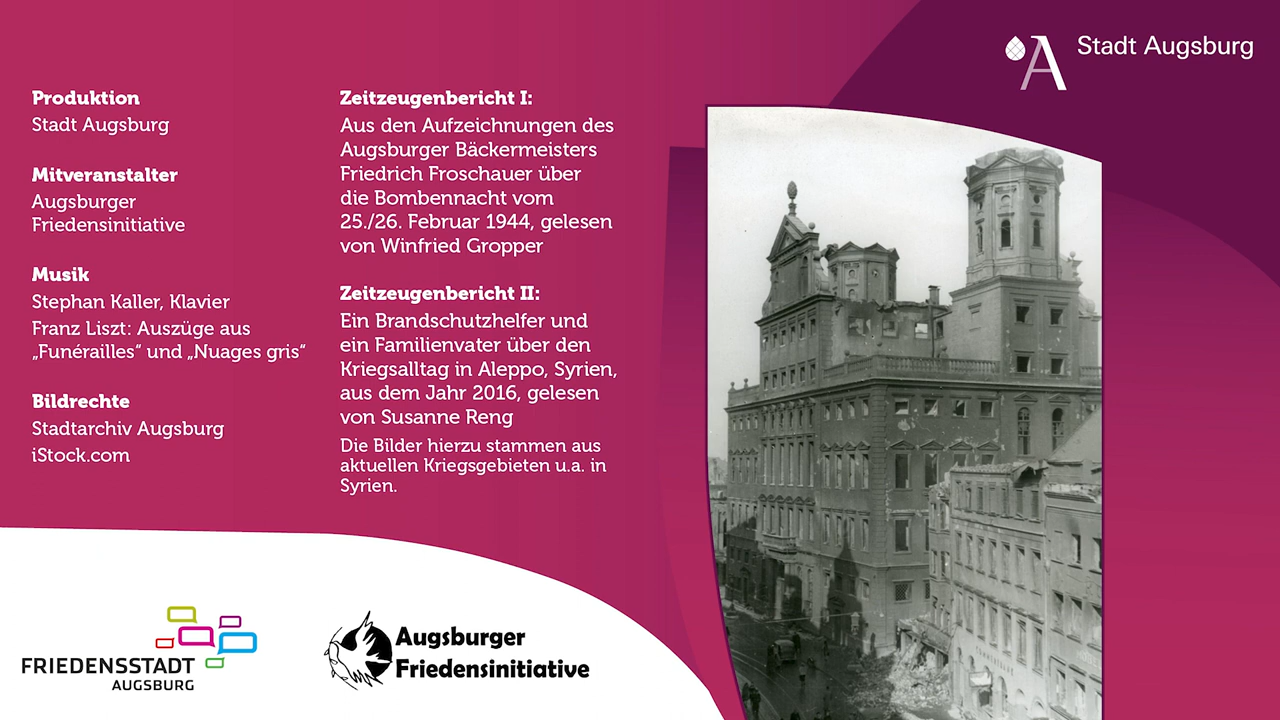 Stadt Augsburg
Produktion
Stadt Augsburg
Mitveranstalter
Augsburger
Friedensinitiative
Musik
Stephan Kaller, Klavier
Franz Liszt: Auszüge aus
„Funérailles“ und „Nuages gris“
Bildrechte
Stadtarchiv Augsburg
iStock.com
Zeitzeugenbericht I:
Aus den Aufzeichnungen des
Augsburger Bäckermeisters
Friedrich Froschauer über
die Bombennacht vom
25./26. Februar 1944, gelesen
von Winfried Gropper
Zeitzeugenbericht II:
Ein Brandschutzhelfer und
ein Familienvater über den
Kriegsalltag in Aleppo, Syrien,
aus dem Jahr 2016, gelesen
von Susanne Reng
Die Bilder hierzu stammen aus
aktuellen Kriegsgebieten u.a. in
Syrien.
FRIEDENSSTADT
AUGSBURG
Augsburger
Friedensinitiative